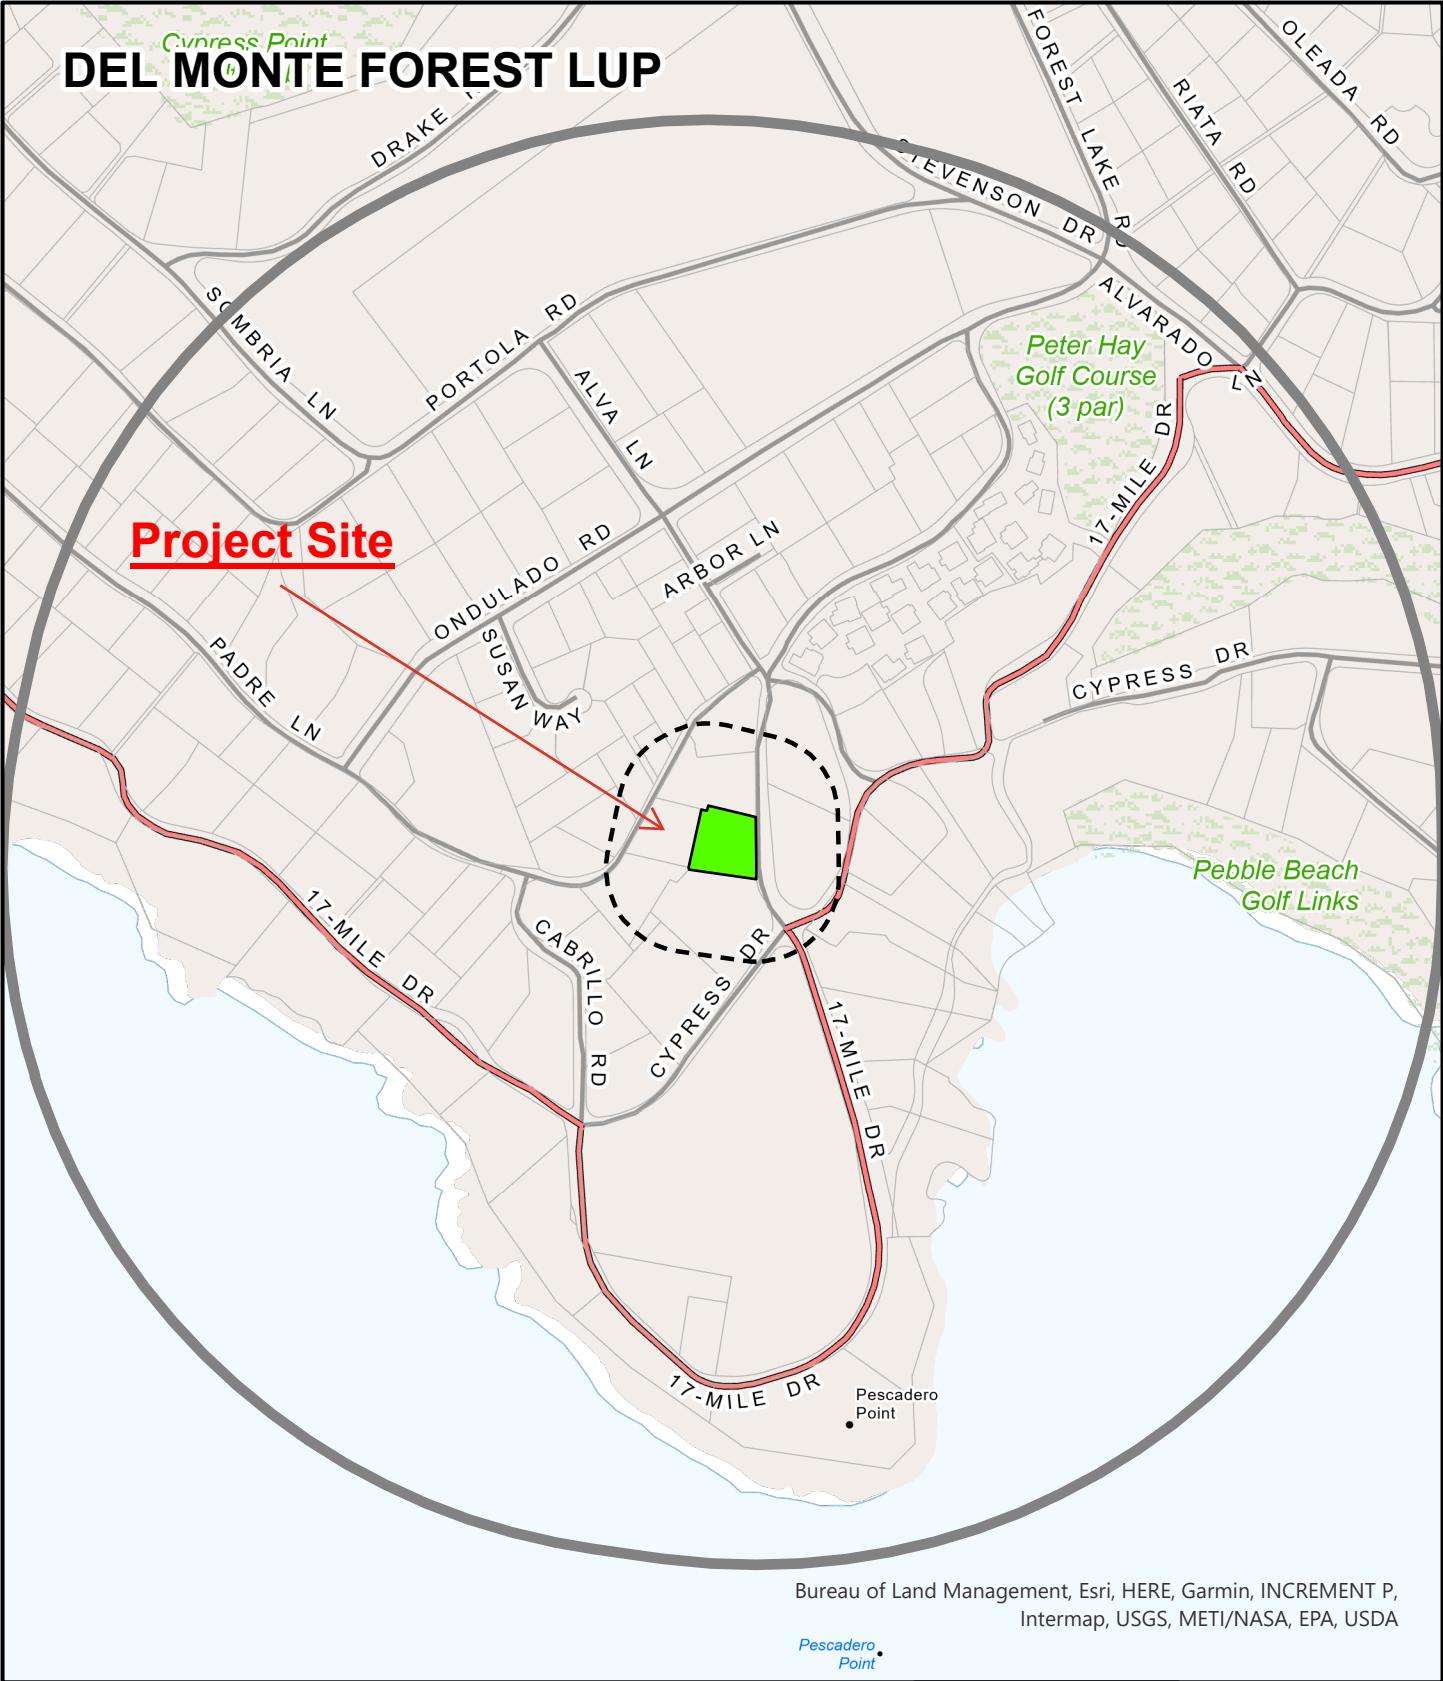 Cypress Point
DEL MONTE FOREST LUP
DRAKE
FOREST LAKE RD
OLEADA RD
RIATA RD
STEVENSON DR
SOMBRIA LN
PORTOLA RD
ALVARADO LN
Peter Hay
Golf Course
(3 par)
ALVA LN
17-MILE DR
Project Site
ONDULADO RD
ARBOR LN
SUSAN WAY
PADRE LN
CYPRESS DR
Pebble Beach
Golf Links
17-MILE DR
CABRILLO RD
CYPRESS DR
17-MILE DR
17-MILE DR
Pescadero
Point
Bureau of Land Management, Esri, HERE, Garmin, INCREMENT P,
Intermap, USGS, METI/NASA, EPA, USDA
Pescadero
Point